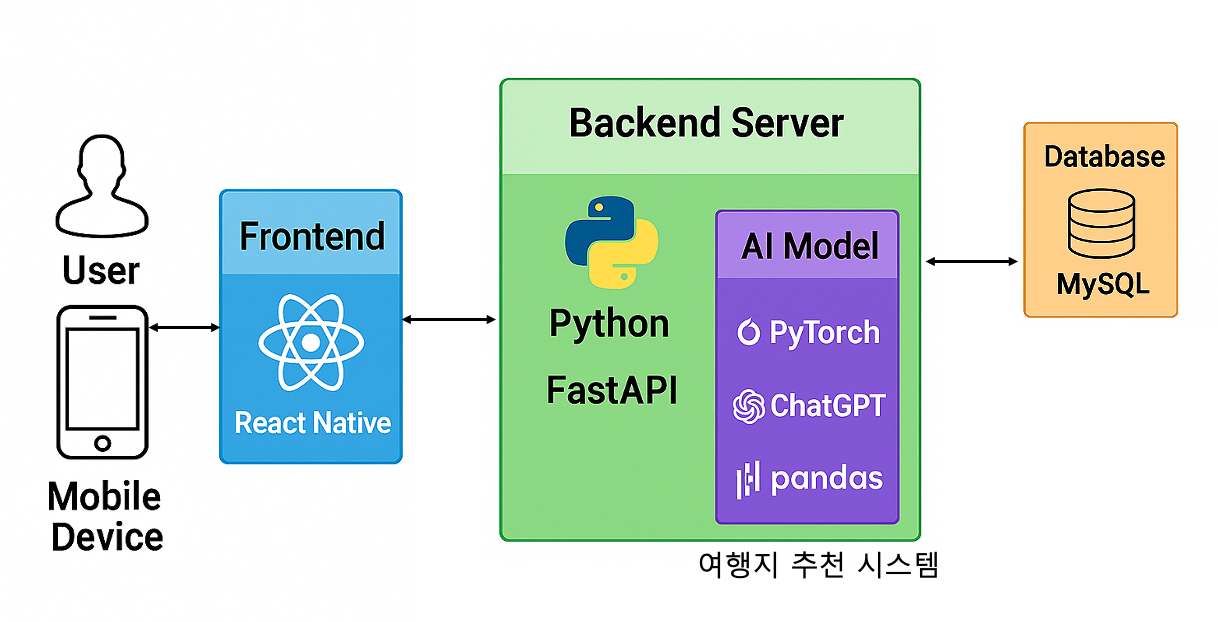 User
Mobile
Device
Frontend
React Native
Backend Server
Python
FastAPI
AI Model
PyTorch
ChatGPT
pandas
여행지 추천 시스템
Database
MySQL